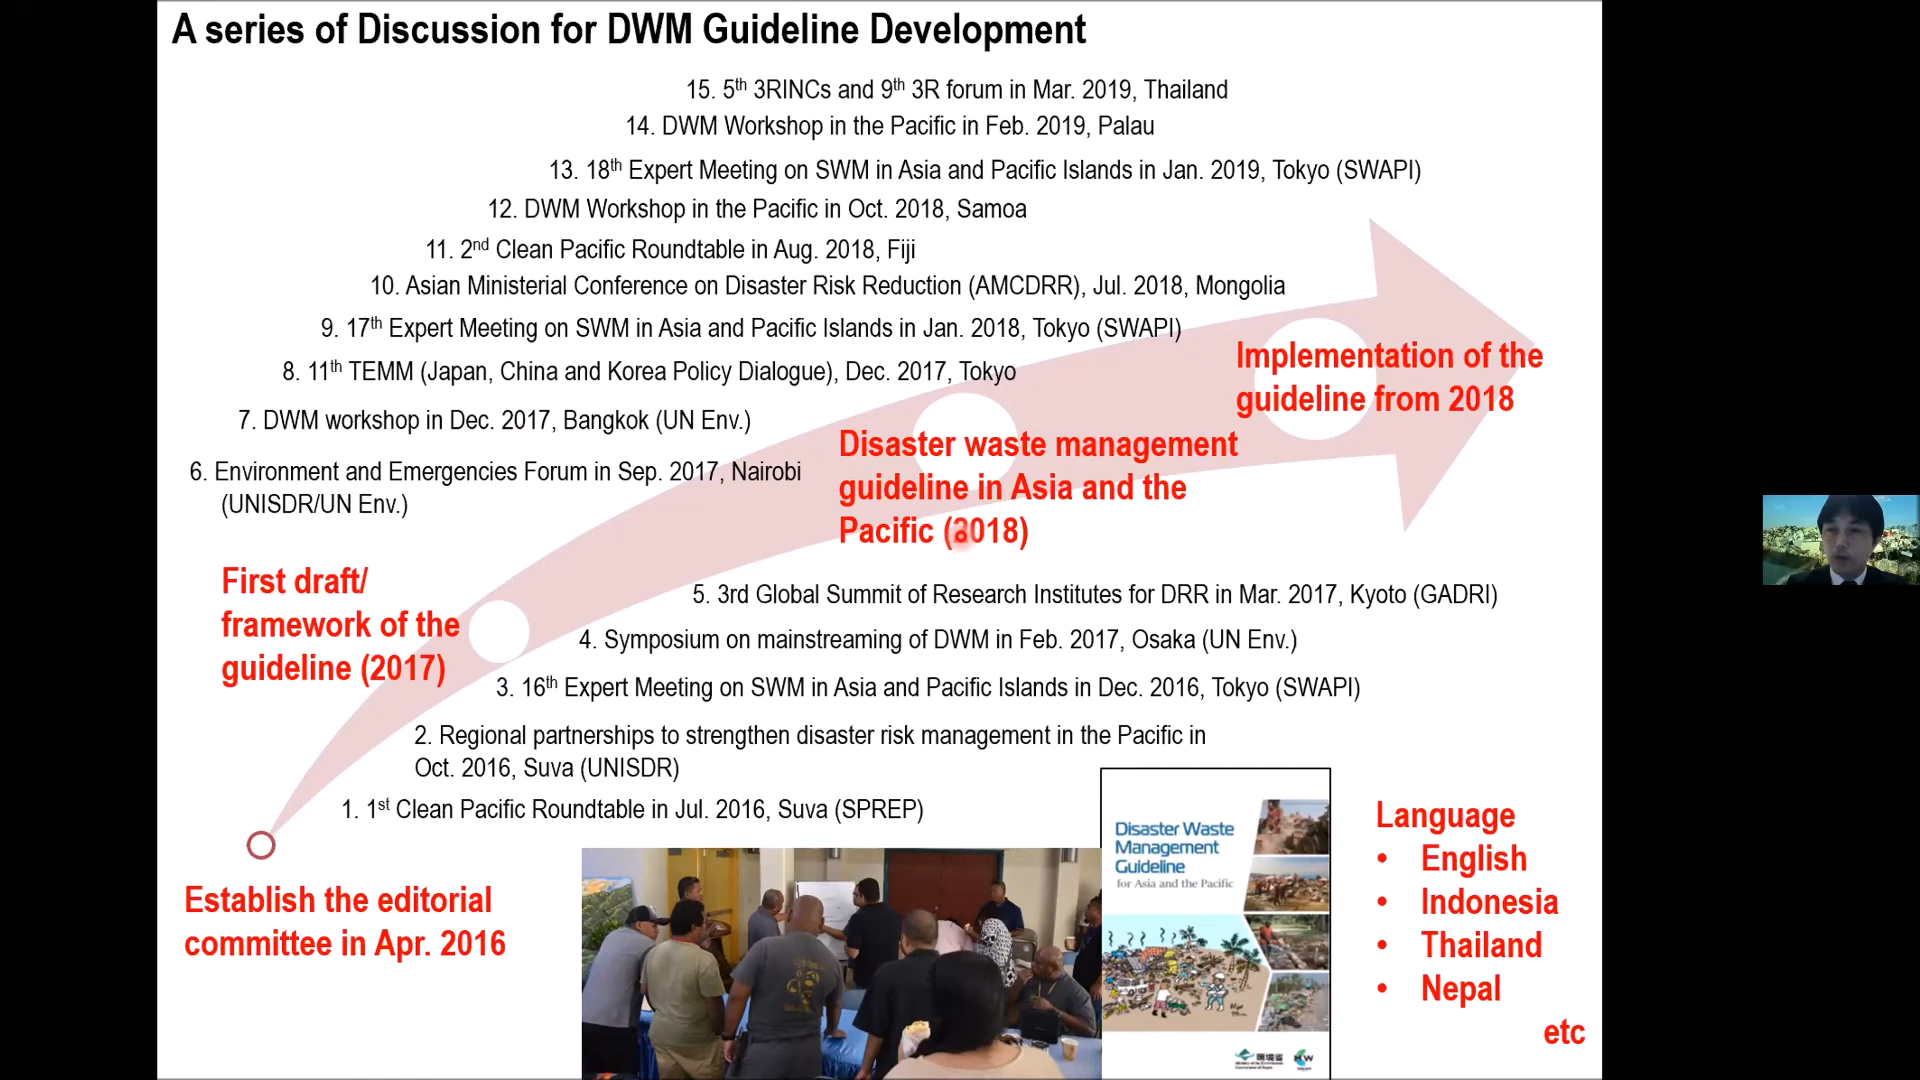 A series of Discussion for DWM Guideline Development
15. 5th 3RINCs and 9th 3R forum in Mar. 2019, Thailand
14. DWM Workshop in the Pacific in Feb. 2019, Palau
13. 18th Expert Meeting on SWM in Asia and Pacific Islands in Jan. 2019, Tokyo (SWAPI)
12. DWM Workshop in the Pacific in Oct. 2018, Samoa
11. 2nd Clean Pacific Roundtable in Aug. 2018, Fiji
10. Asian Ministerial Conference on Disaster Risk Reduction (AMCDRR), Jul. 2018, Mongolia
9. 17th Expert Meeting on SWM in Asia and Pacific Islands in Jan. 2018, Tokyo (SWAPI)
8. 11th TEMM (Japan, China and Korea Policy Dialogue), Dec. 2017, Tokyo
7. DWM workshop in Dec. 2017, Bangkok (UN Env.)
6. Environment and Emergencies Forum in Sep. 2017, Nairobi
(UNISDR/UN Env.)
Implementation of the
guideline from 2018
Disaster waste management
guideline in Asia and the
Pacific (2018)
First draft/
framework of the
guideline (2017)
5. 3rd Global Summit of Research Institutes for DRR in Mar. 2017, Kyoto (GADRI)
4. Symposium on mainstreaming of DWM in Feb. 2017, Osaka (UN Env.)
3. 16th Expert Meeting on SWM in Asia and Pacific Islands in Dec. 2016, Tokyo (SWAPI)
2. Regional partnerships to strengthen disaster risk management in the Pacific in
Oct. 2016, Suva (UNISDR)
1. 1st Clean Pacific Roundtable in Jul. 2016, Suva (SPREP)
Establish the editorial
committee in Apr. 2016
Disaster Waste
Management
Guideline
for Asia and the Pacific
環境省
Language
• English
• Indonesia
• Thailand
• Nepal
etc